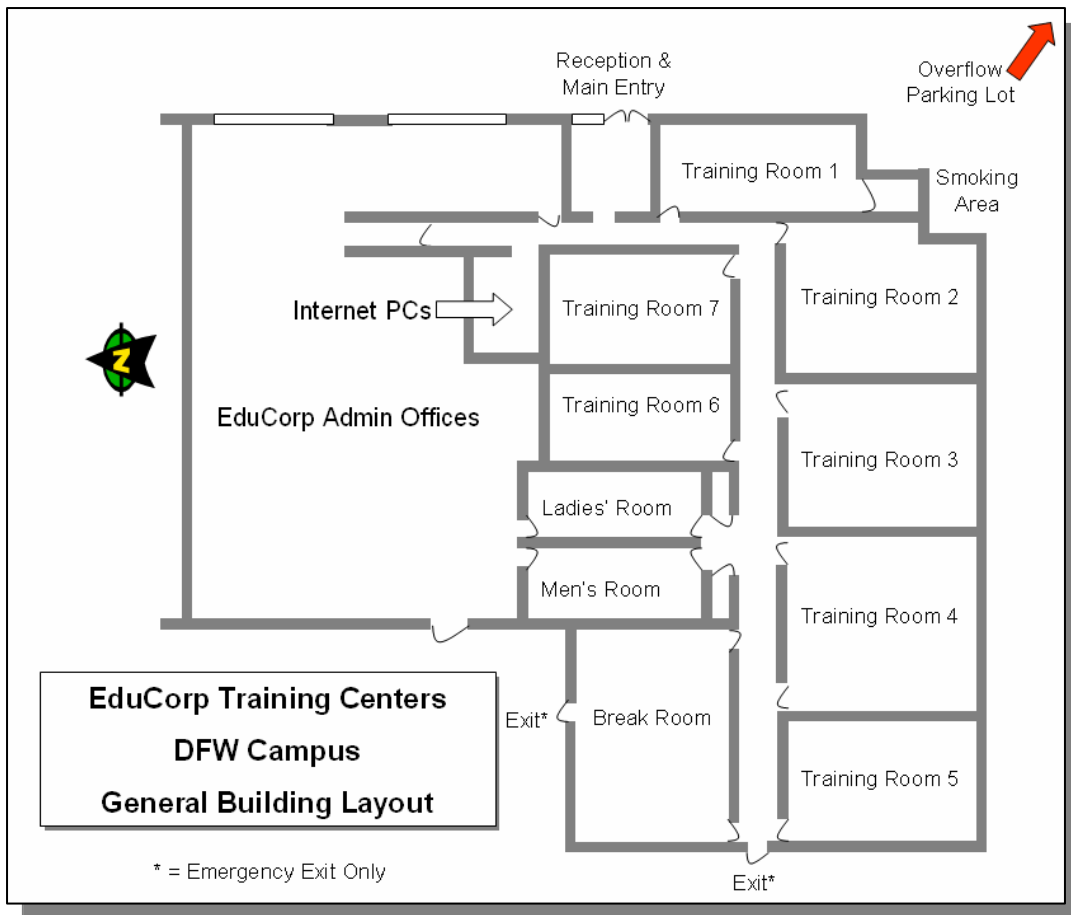 Reception &
Main Entry
Overflow
Parking Lot
Training Room 1
Smoking
Area
Training Room 2
Internet PCs
Training Room 7
N
EduCorp Admin Offices
Training Room 6
Training Room 3
Ladies' Room
Men's Room
Training Room 4
EduCorp Training Centers
DFW Campus
General Building Layout
Exit*
Break Room
Training Room 5
* = Emergency Exit Only
Exit*